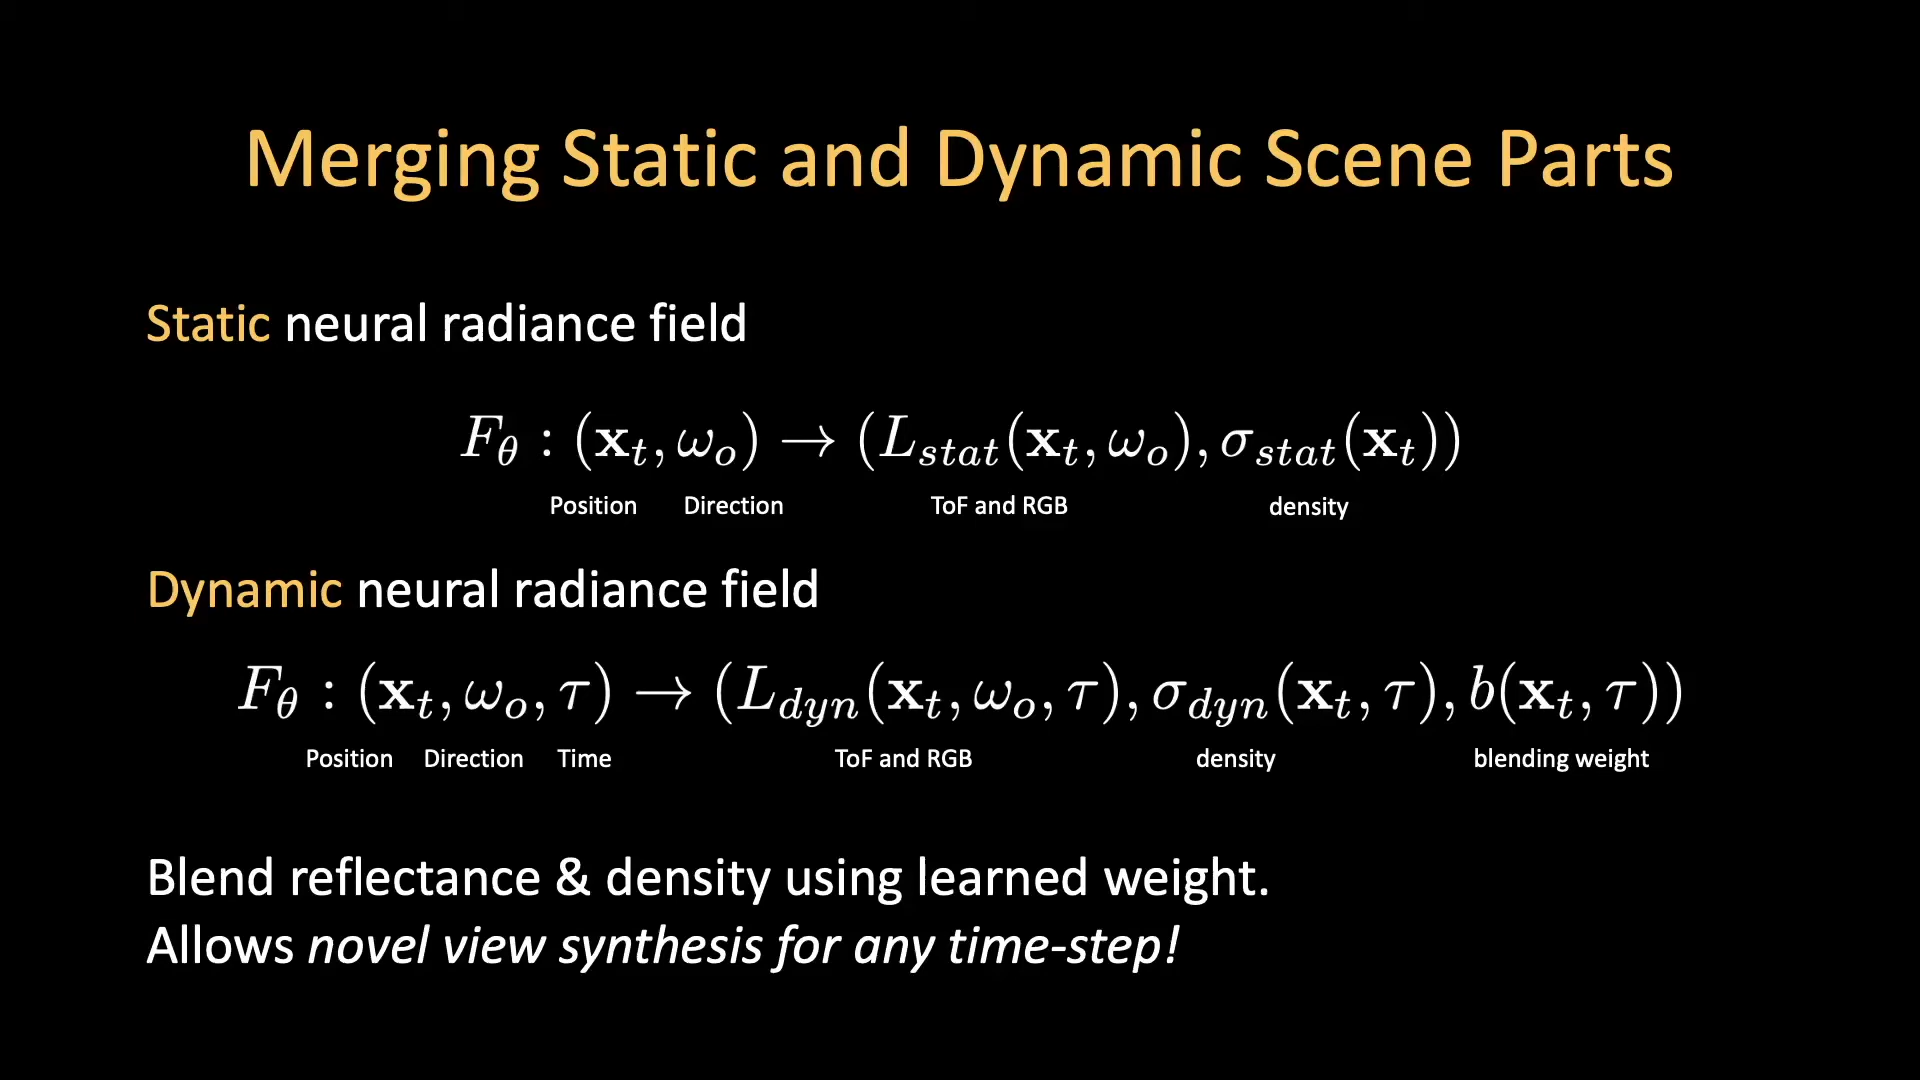 Merging Static and Dynamic Scene Parts
Static neural radiance field
F_θ : (𝐱_t, ω_o) → (L_stat(𝐱_t, ω_o), σ_stat(𝐱_t))
Position Direction ToF and RGB density
Dynamic neural radiance field
F_θ : (𝐱_t, ω_o, τ) → (L_dyn(𝐱_t, ω_o, τ), σ_dyn(𝐱_t, τ), b(𝐱_t, τ))
Position Direction Time ToF and RGB density blending weight
Blend reflectance & density using learned weight.
Allows novel view synthesis for any time-step!